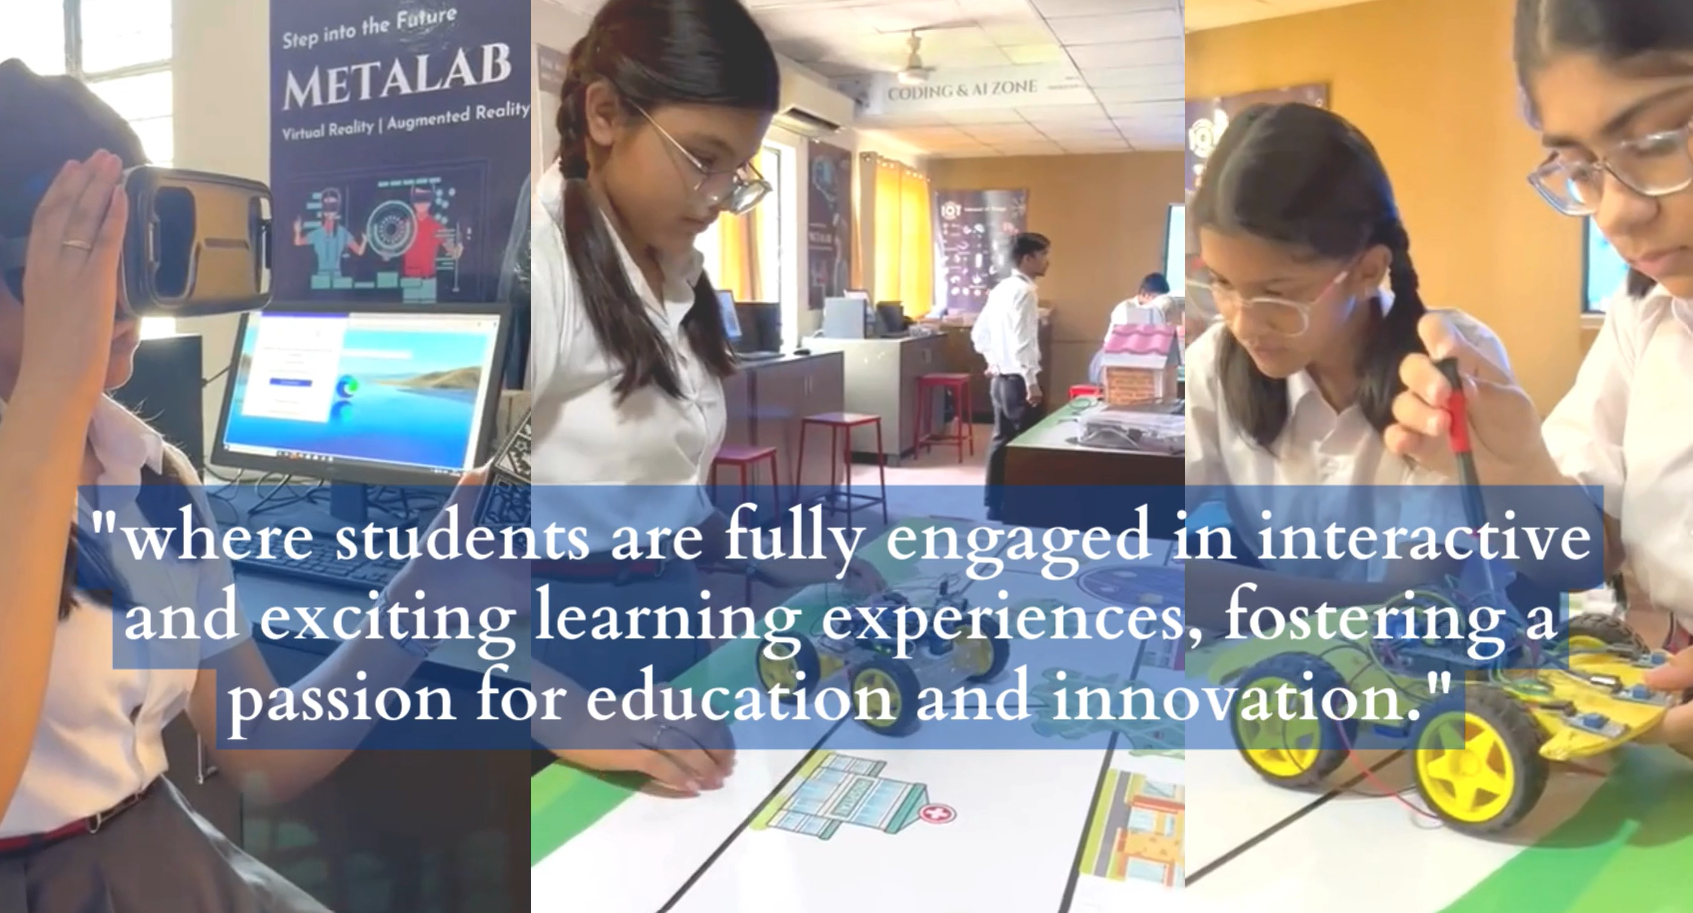 Step into the Future
METALAB
Virtual Reality | Augmented Reality
CODING & AI ZONE
IOT
"where students are fully engaged in interactive
and exciting learning experiences, fostering a
passion for education and innovation."